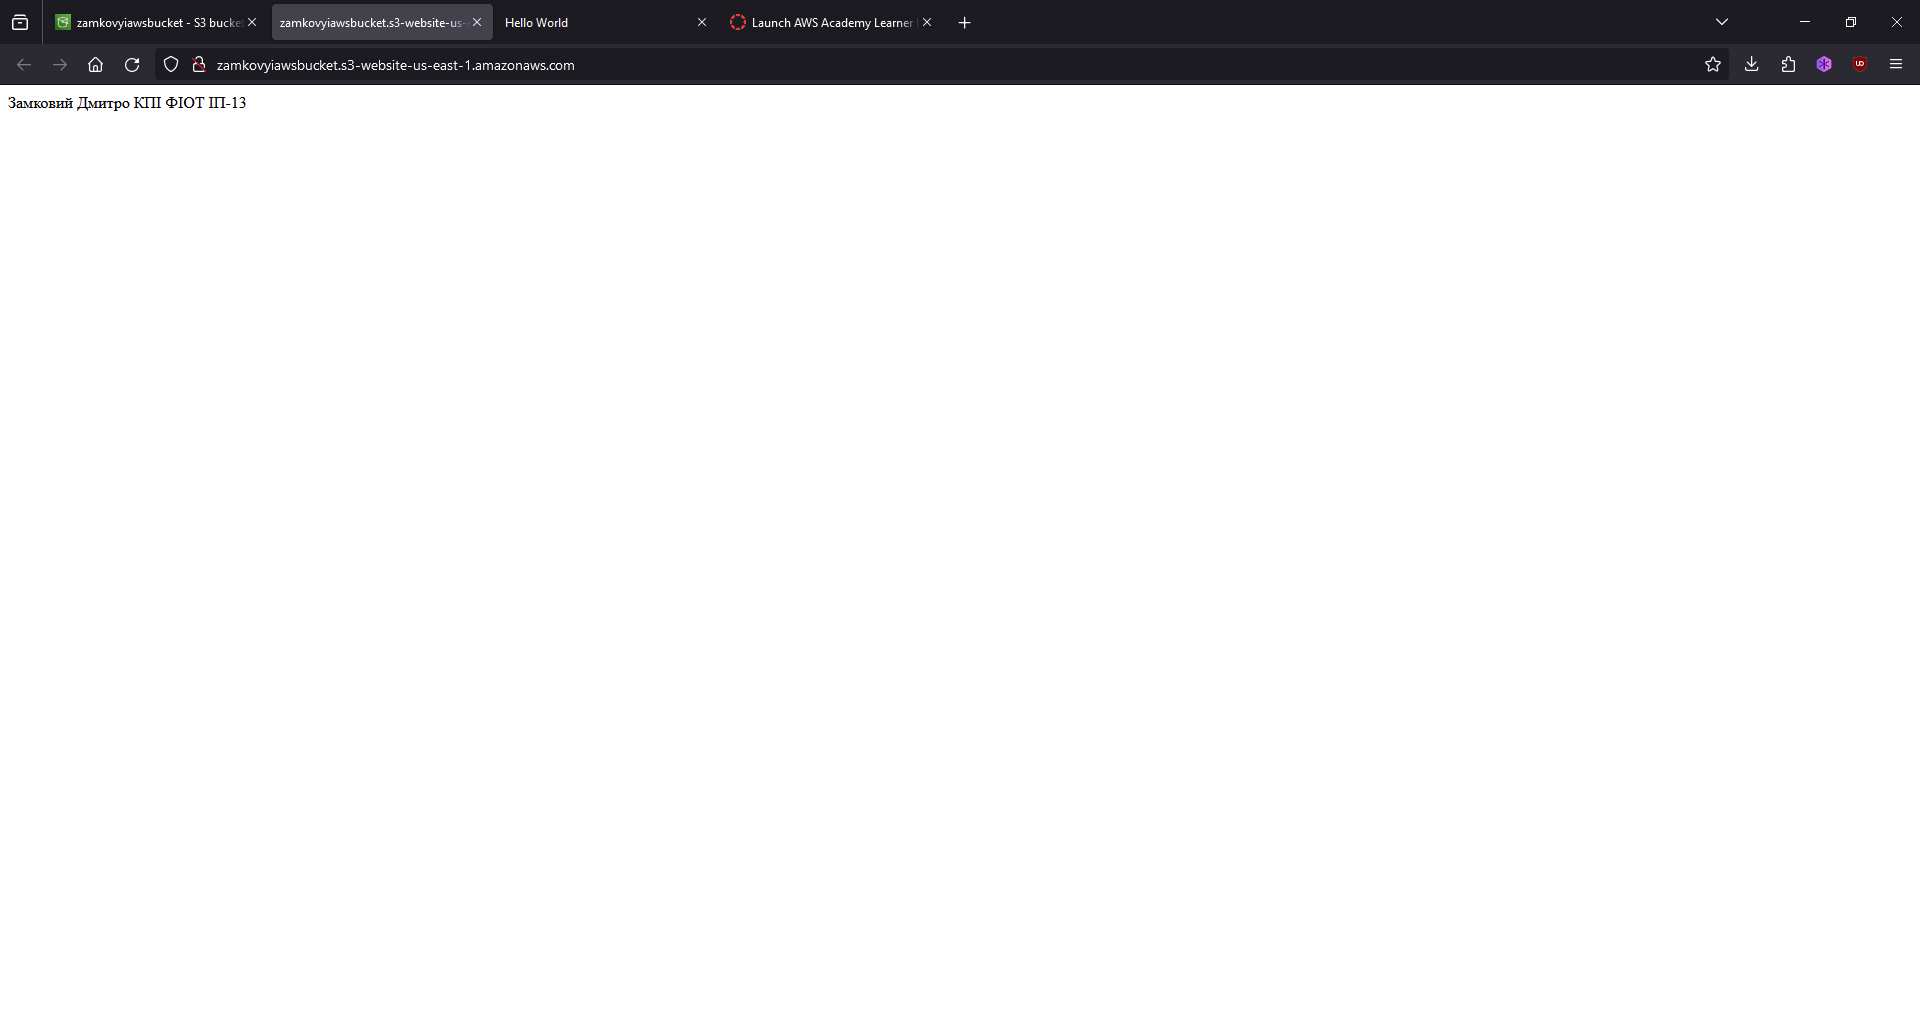 zamkovyiawsbucket - S3 bucke
zamkovyiawsbucket.s3-website-us-
Hello World
Launch AWS Academy Learner
zamkovyiawsbucket.s3-website-us-east-1.amazonaws.com
Замковий Дмитро КПІ ФІОТ ІП-13